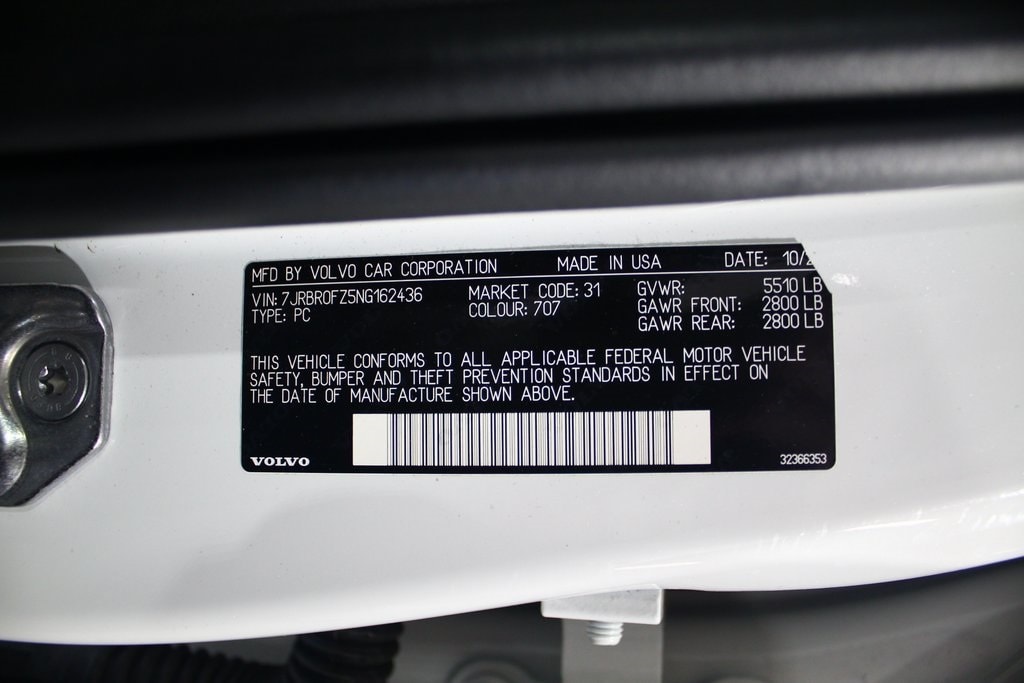 MFD BY VOLVO CAR CORPORATION MADE IN USA DATE: 10/2
VIN: 7JRBR0FZ5NG162436 MARKET CODE: 31 GVWR: 5510 LB
TYPE: PC COLOUR: 707 GAWR FRONT: 2800 LB
GAWR REAR: 2800 LB
THIS VEHICLE CONFORMS TO ALL APPLICABLE FEDERAL MOTOR VEHICLE
SAFETY, BUMPER AND THEFT PREVENTION STANDARDS IN EFFECT ON
THE DATE OF MANUFACTURE SHOWN ABOVE.
VOLVO 32366353